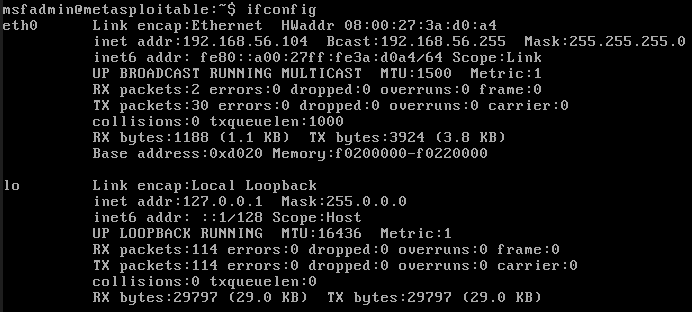 msfadmin@metasploitable:~$ ifconfig
eth0 Link encap:Ethernet HWaddr 08:00:27:3a:d0:a4
inet addr:192.168.56.104 Bcast:192.168.56.255 Mask:255.255.255.0
inet6 addr: fe80::a00:27ff:fe3a:d0a4/64 Scope:Link
UP BROADCAST RUNNING MULTICAST MTU:1500 Metric:1
RX packets:2 errors:0 dropped:0 overruns:0 frame:0
TX packets:30 errors:0 dropped:0 overruns:0 carrier:0
collisions:0 txqueuelen:1000
RX bytes:1188 (1.1 KB) TX bytes:3924 (3.8 KB)
Base address:0xd020 Memory:f0200000-f0220000
lo Link encap:Local Loopback
inet addr:127.0.0.1 Mask:255.0.0.0
inet6 addr: ::1/128 Scope:Host
UP LOOPBACK RUNNING MTU:16436 Metric:1
RX packets:114 errors:0 dropped:0 overruns:0 frame:0
TX packets:114 errors:0 dropped:0 overruns:0 carrier:0
collisions:0 txqueuelen:0
RX bytes:29797 (29.0 KB) TX bytes:29797 (29.0 KB)